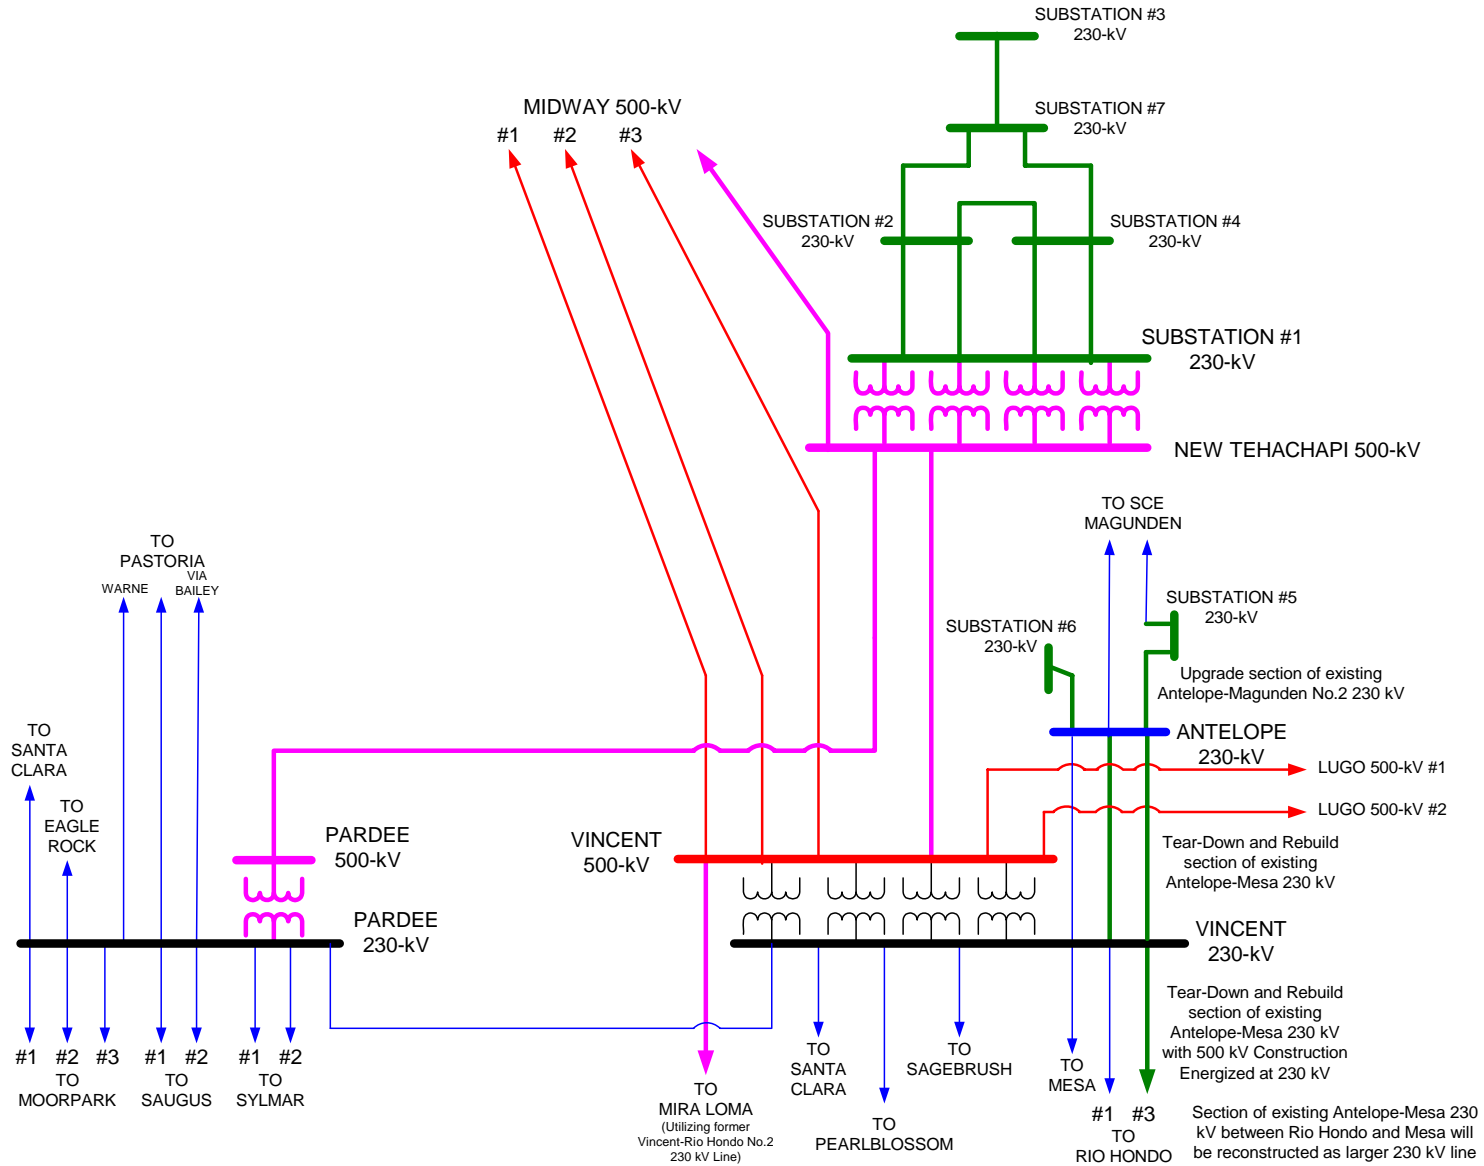 SUBSTATION #3
230-kV
MIDWAY 500-kV
#1
#2
#3
SUBSTATION #7
230-kV
SUBSTATION #2
230-kV
SUBSTATION #4
230-kV
SUBSTATION #1
230-kV
NEW TEHACHAPI 500-kV
TO SCE
MAGUNDEN
TO
PASTORIA
WARNE
VIA
BAILEY
SUBSTATION #5
230-kV
SUBSTATION #6
230-kV
Upgrade section of existing
Antelope-Magunden No.2 230 kV
TO
SANTA
CLARA
ANTELOPE
230-kV
LUGO 500-kV #1
LUGO 500-kV #2
TO
EAGLE
ROCK
PARDEE
500-kV
VINCENT
500-kV
Tear-Down and Rebuild
section of existing
Antelope-Mesa 230 kV
PARDEE
230-kV
VINCENT
230-kV
Tear-Down and Rebuild
section of existing
Antelope-Mesa 230 kV
with 500 kV Construction
Energized at 230 kV
#1
#2
#3
TO
MOORPARK
#1
#2
TO
SAUGUS
#1
#2
TO
SYLMAR
TO
MIRA LOMA
(Utilizing former
Vincent-Rio Hondo No.2
230 kV Line)
TO
SANTA
CLARA
TO
PEARLBLOSSOM
TO
SAGEBRUSH
TO
MESA
#1
#3
TO
RIO HONDO
Section of existing Antelope-Mesa 230
kV between Rio Hondo and Mesa will
be reconstructed as larger 230 kV line